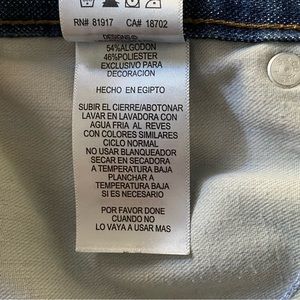 RN# 81917 CA# 18702
DESIGNS®
54%ALGODON
46%POLIESTER
EXCLUSIVO PARA
DECORACION
HECHO EN EGIPTO
SUBIR EL CIERRE/ABOTONAR
LAVAR EN LAVADORA CON
AGUA FRIA AL REVES
CON COLORES SIMILARES
CICLO NORMAL
NO USAR BLANQUEADOR
SECAR EN SECADORA
A TEMPERATURA BAJA
PLANCHAR A
TEMPERATURA BAJA
SI ES NECESARIO
POR FAVOR DONE
CUANDO NO
LO VAYA A USAR MAS